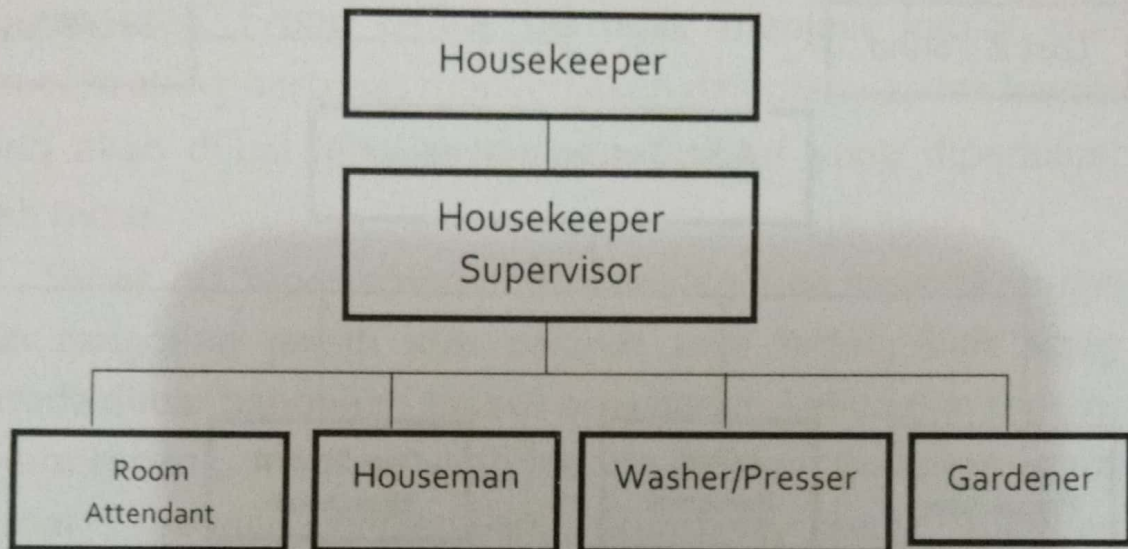 Housekeeper
Housekeeper
Supervisor
Room
Attendant
Houseman
Washer/Presser
Gardener